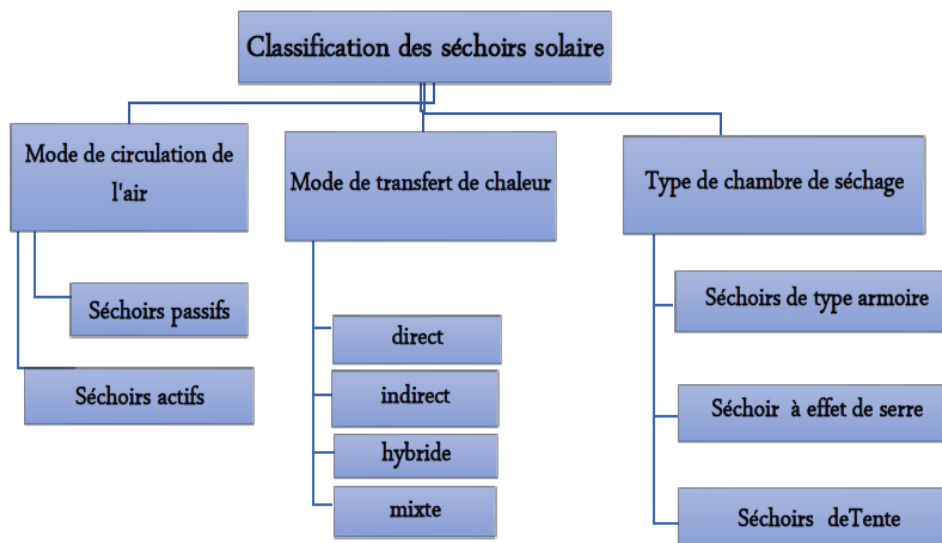 Classification des séchoirs solaire
Mode de circulation de
l'air
Séchoirs passifs
Séchoirs actifs
Mode de transfert de chaleur
direct
indirect
hybride
mixte
Type de chambre de séchage
Séchoirs de type armoire
Séchoir à effet de serre
Séchoirs deTente